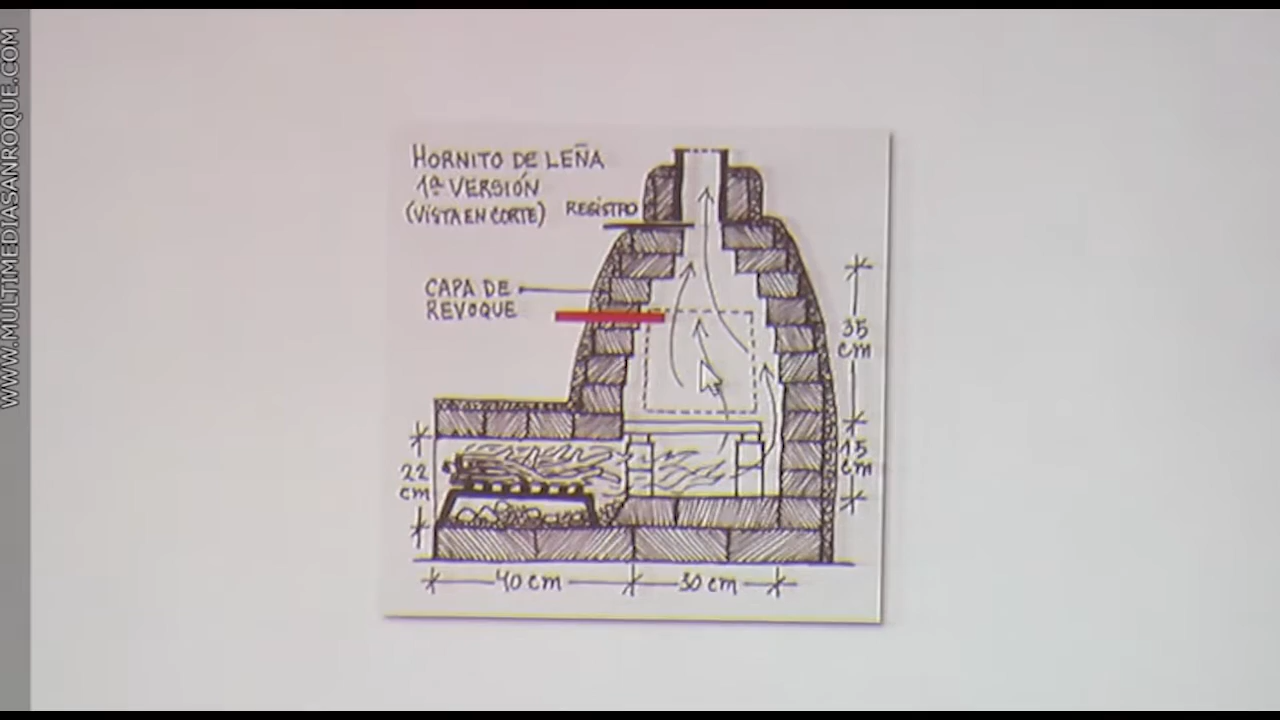 WWW.MULTIMEDIASANROQUE.COM
HORNITO DE LEÑA
1ª VERSIÓN
(VISTA EN CORTE)
REGISTRO
CAPA DE
REVOQUE
35
cm
15
cm
22
cm
40 cm
30 cm